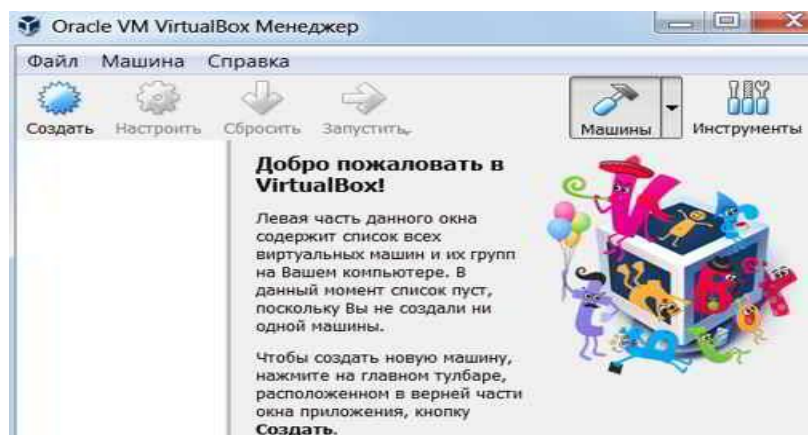 Oracle VM VirtualBox Менеджер
Файл Машина Справка
Создать Настроить Сбросить Запустить Машины Инструменты
Добро пожаловать в
VirtualBox!
Левая часть данного окна
содержит список всех
виртуальных машин и их групп
на Вашем компьютере. В
данный момент список пуст,
поскольку Вы не создали ни
одной машины.
Чтобы создать новую машину,
нажмите на главном тулбаре,
расположенном в верней части
окна приложения, кнопку
Создать.